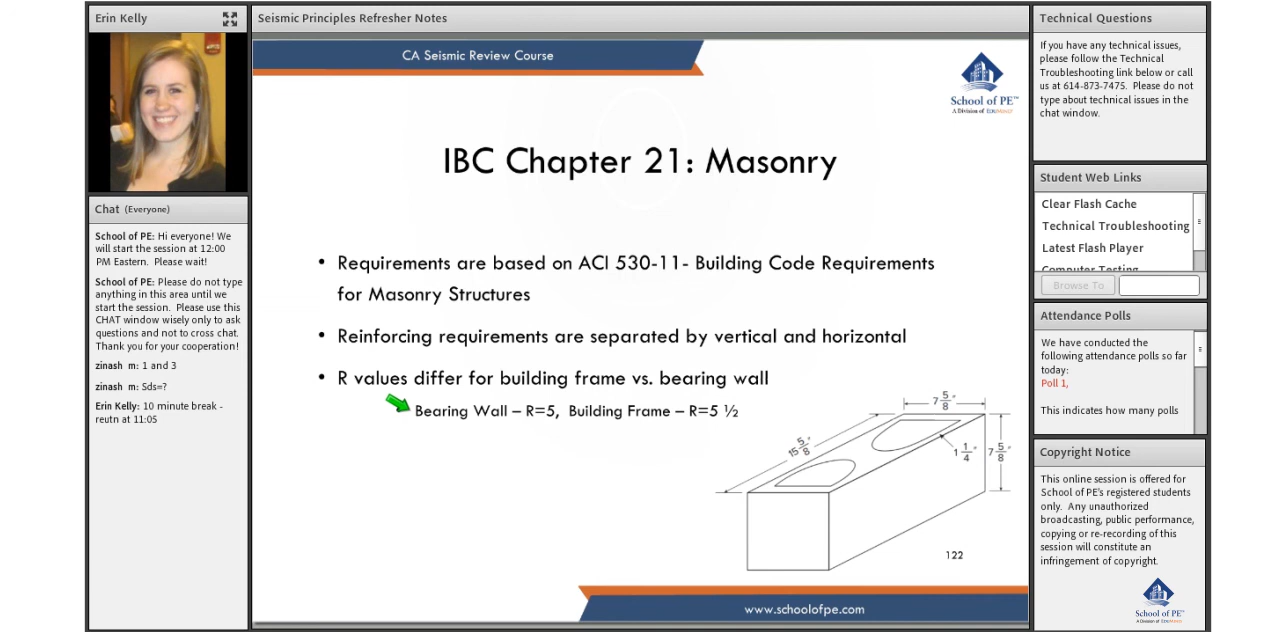 Erin Kelly
Chat (Everyone)
School of PE: Hi everyone! We
will start the session at 12:00
PM Eastern.  Please wait!
School of PE: Please do not type
anything in this area until we
start the session.  Please use this
CHAT window wisely only to ask
questions and not to cross chat.
Thank you for your cooperation!
zinash m: 1 and 3
zinash m: Sds=?
Erin Kelly: 10 minute break -
reutn at 11:05
Seismic Principles Refresher Notes
CA Seismic Review Course
School of PE™
A Division of EduMind
IBC Chapter 21: Masonry
• Requirements are based on ACI 530-11- Building Code Requirements
for Masonry Structures
• Reinforcing requirements are separated by vertical and horizontal
• R values differ for building frame vs. bearing wall
Bearing Wall – R=5,  Building Frame – R=5 ½
7 5/8"
15 5/8"
1 1/4"
7 5/8"
122
www.schoolofpe.com
Technical Questions
If you have any technical issues,
please follow the Technical
Troubleshooting link below or call
us at 614-873-7475.  Please do not
type about technical issues in the
chat window.
Student Web Links
Clear Flash Cache
Technical Troubleshooting
Latest Flash Player
Computer Testing
Browse To
Attendance Polls
We have conducted the
following attendance polls so far
today:
Poll 1,
This indicates how many polls
Copyright Notice
This online session is offered for
School of PE's registered students
only.  Any unauthorized
broadcasting, public performance,
copying or re-recording of this
session will constitute an
infringement of copyright.
School of PE™
A Division of EduMind